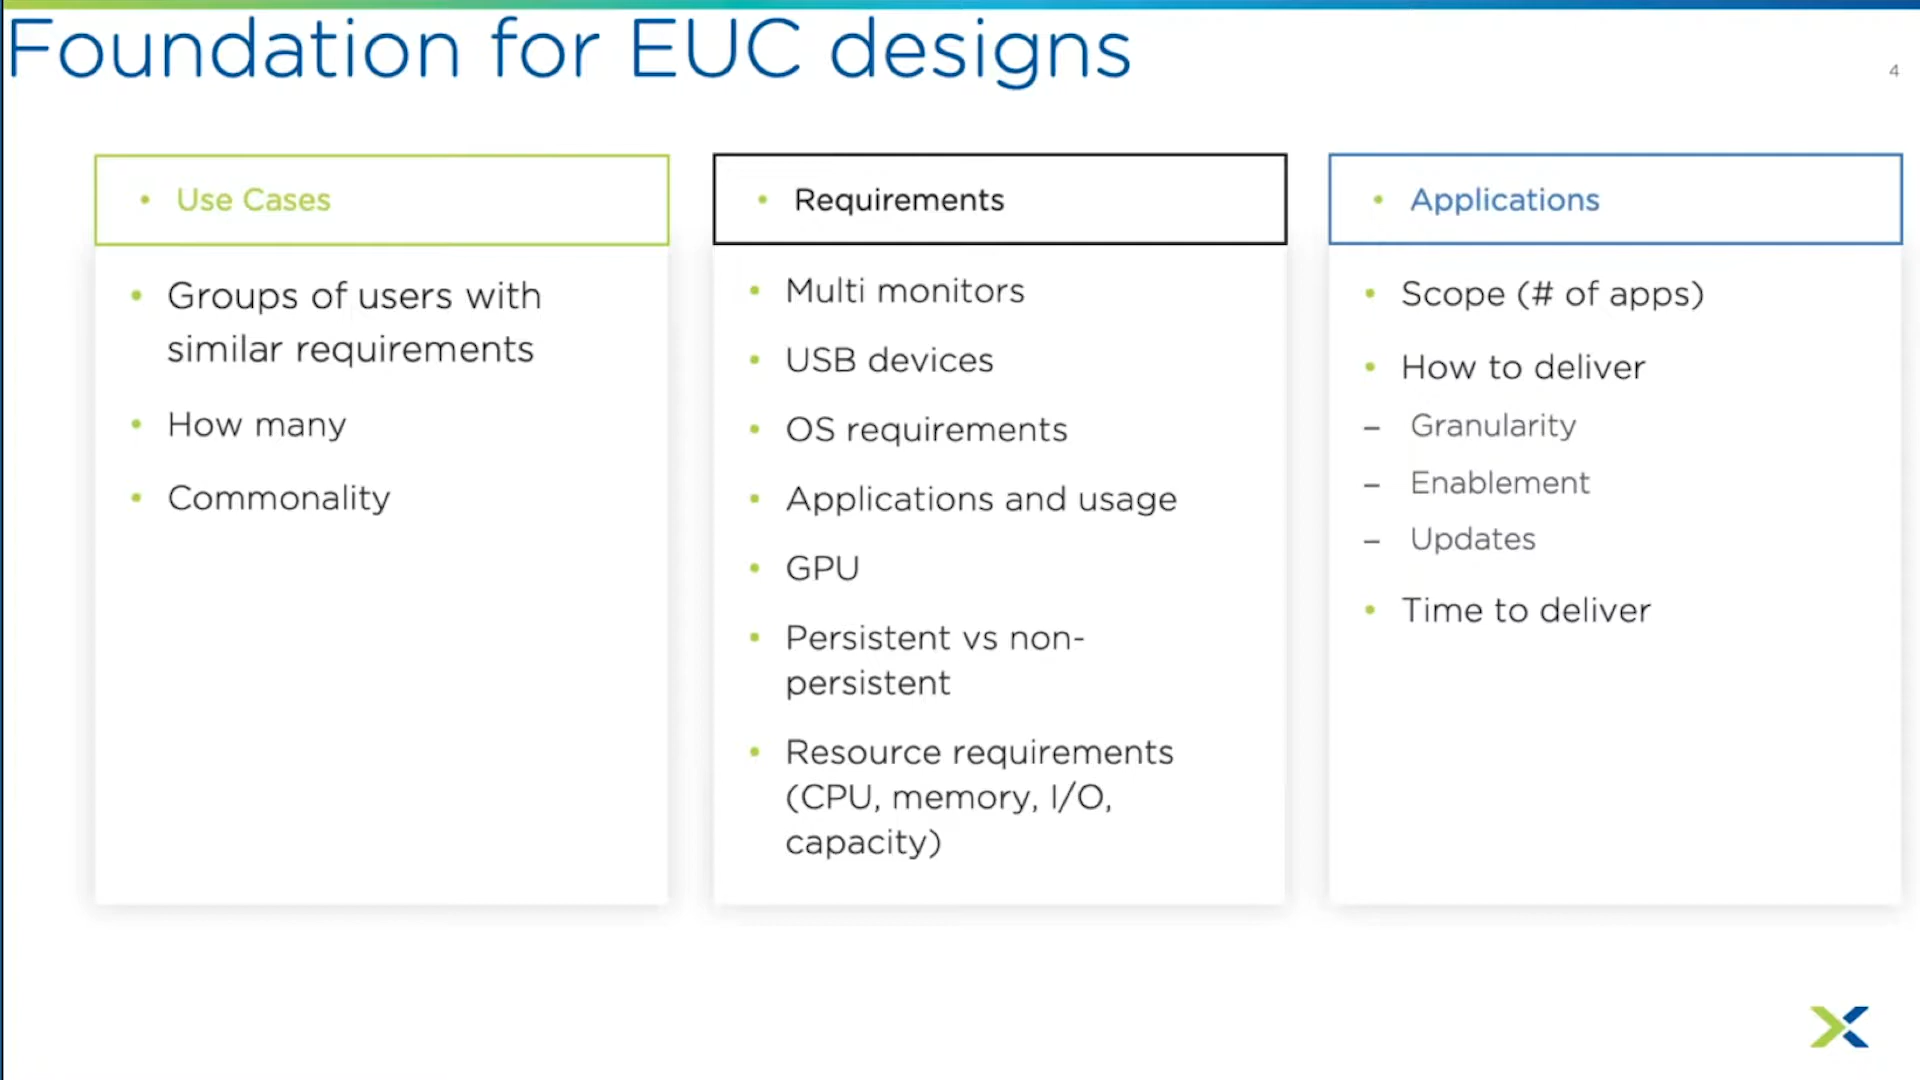 Foundation for EUC designs
4
• Use Cases
• Groups of users with
similar requirements
• How many
• Commonality
• Requirements
• Multi monitors
• USB devices
• OS requirements
• Applications and usage
• GPU
• Persistent vs non-
persistent
• Resource requirements
(CPU, memory, I/O,
capacity)
• Applications
• Scope (# of apps)
• How to deliver
– Granularity
– Enablement
– Updates
• Time to deliver